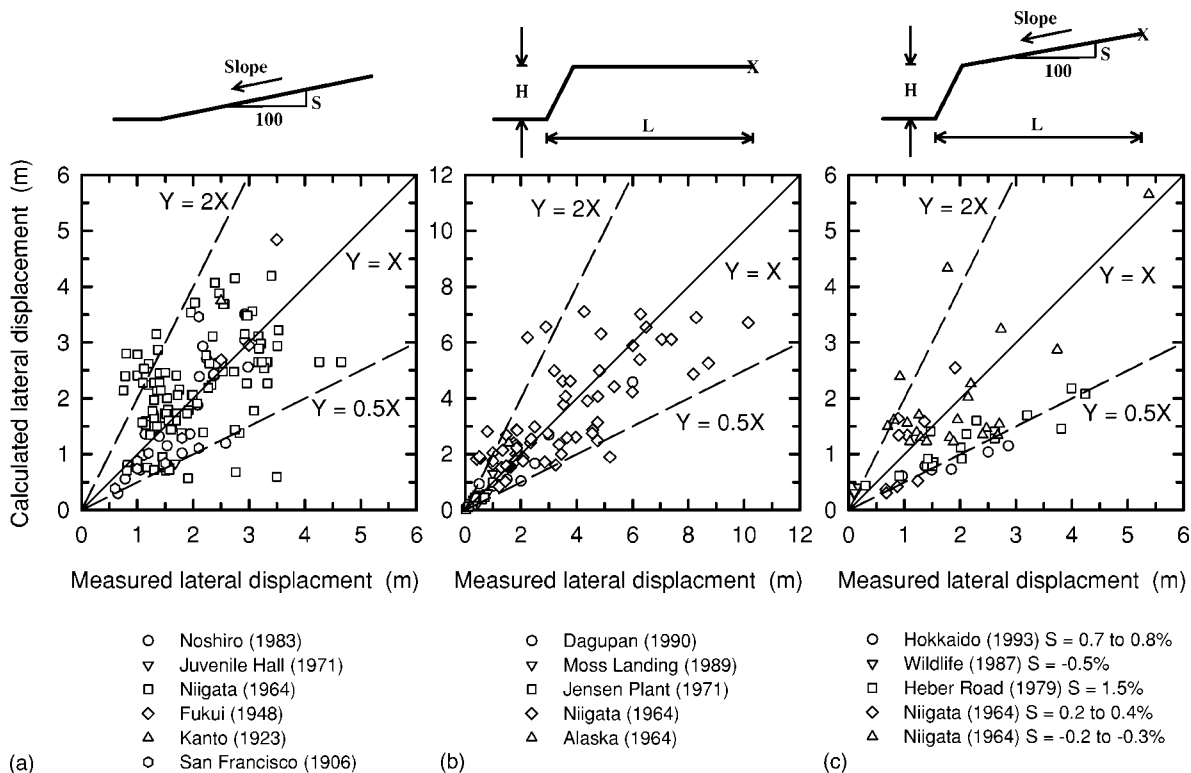 Slope
S
100
H
X
L
Slope
X
S
100
H
L
Calculated lateral displacement (m)
6
5
4
3
2
1
0
Y = 2X
Y = X
Y = 0.5X
0 1 2 3 4 5 6
Measured lateral displacment (m)
12
10
8
6
4
2
0
Y = 2X
Y = X
Y = 0.5X
0 2 4 6 8 10 12
Measured lateral displacment (m)
6
5
4
3
2
1
0
Y = 2X
Y = X
Y = 0.5X
0 1 2 3 4 5 6
Measured lateral displacment (m)
Noshiro (1983)
Juvenile Hall (1971)
Niigata (1964)
Fukui (1948)
Kanto (1923)
San Francisco (1906)
(a)
Dagupan (1990)
Moss Landing (1989)
Jensen Plant (1971)
Niigata (1964)
Alaska (1964)
(b)
Hokkaido (1993) S = 0.7 to 0.8%
Wildlife (1987) S = -0.5%
Heber Road (1979) S = 1.5%
Niigata (1964) S = 0.2 to 0.4%
Niigata (1964) S = -0.2 to -0.3%
(c)